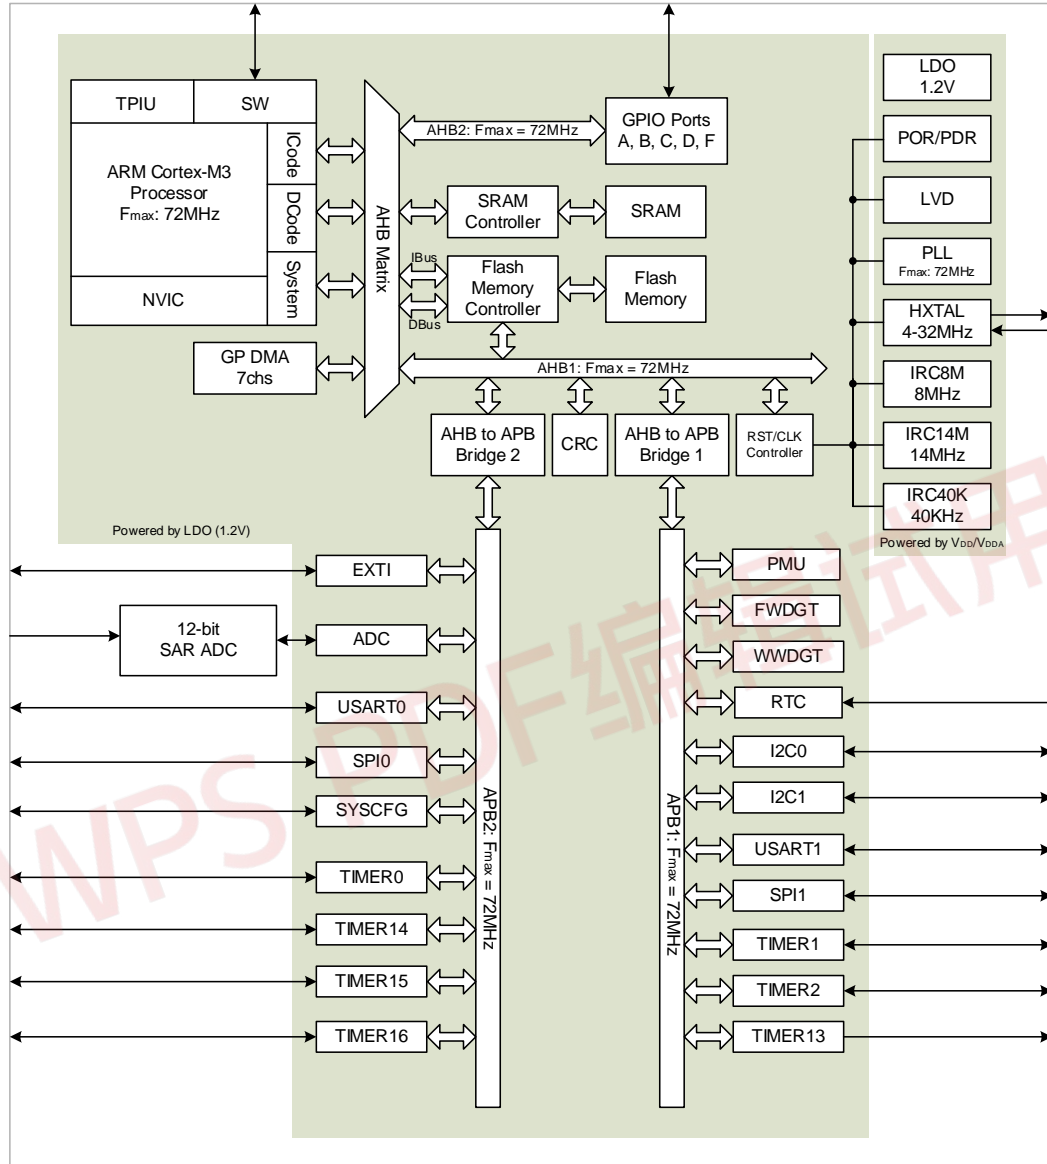 TPIU
SW
ARM Cortex-M3
Processor
Fmax: 72MHz
ICode
DCode
System
NVIC
GP DMA
7chs
AHB Matrix
AHB2: Fmax = 72MHz
GPIO Ports
A, B, C, D, F
SRAM
Controller
SRAM
IBus
DBus
Flash
Memory
Controller
Flash
Memory
AHB1: Fmax = 72MHz
AHB to APB
Bridge 2
CRC
AHB to APB
Bridge 1
RST/CLK
Controller
LDO
1.2V
POR/PDR
LVD
PLL
Fmax: 72MHz
HXTAL
4-32MHz
IRC8M
8MHz
IRC14M
14MHz
IRC40K
40KHz
Powered by VDD/VDDA
Powered by LDO (1.2V)
EXTI
12-bit
SAR ADC
ADC
USART0
SPI0
SYSCFG
TIMER0
TIMER14
TIMER15
TIMER16
APB2: Fmax = 72MHz
APB1: Fmax = 72MHz
PMU
FWDGT
WWDGT
RTC
I2C0
I2C1
USART1
SPI1
TIMER1
TIMER2
TIMER13
WPS PDF编辑试用